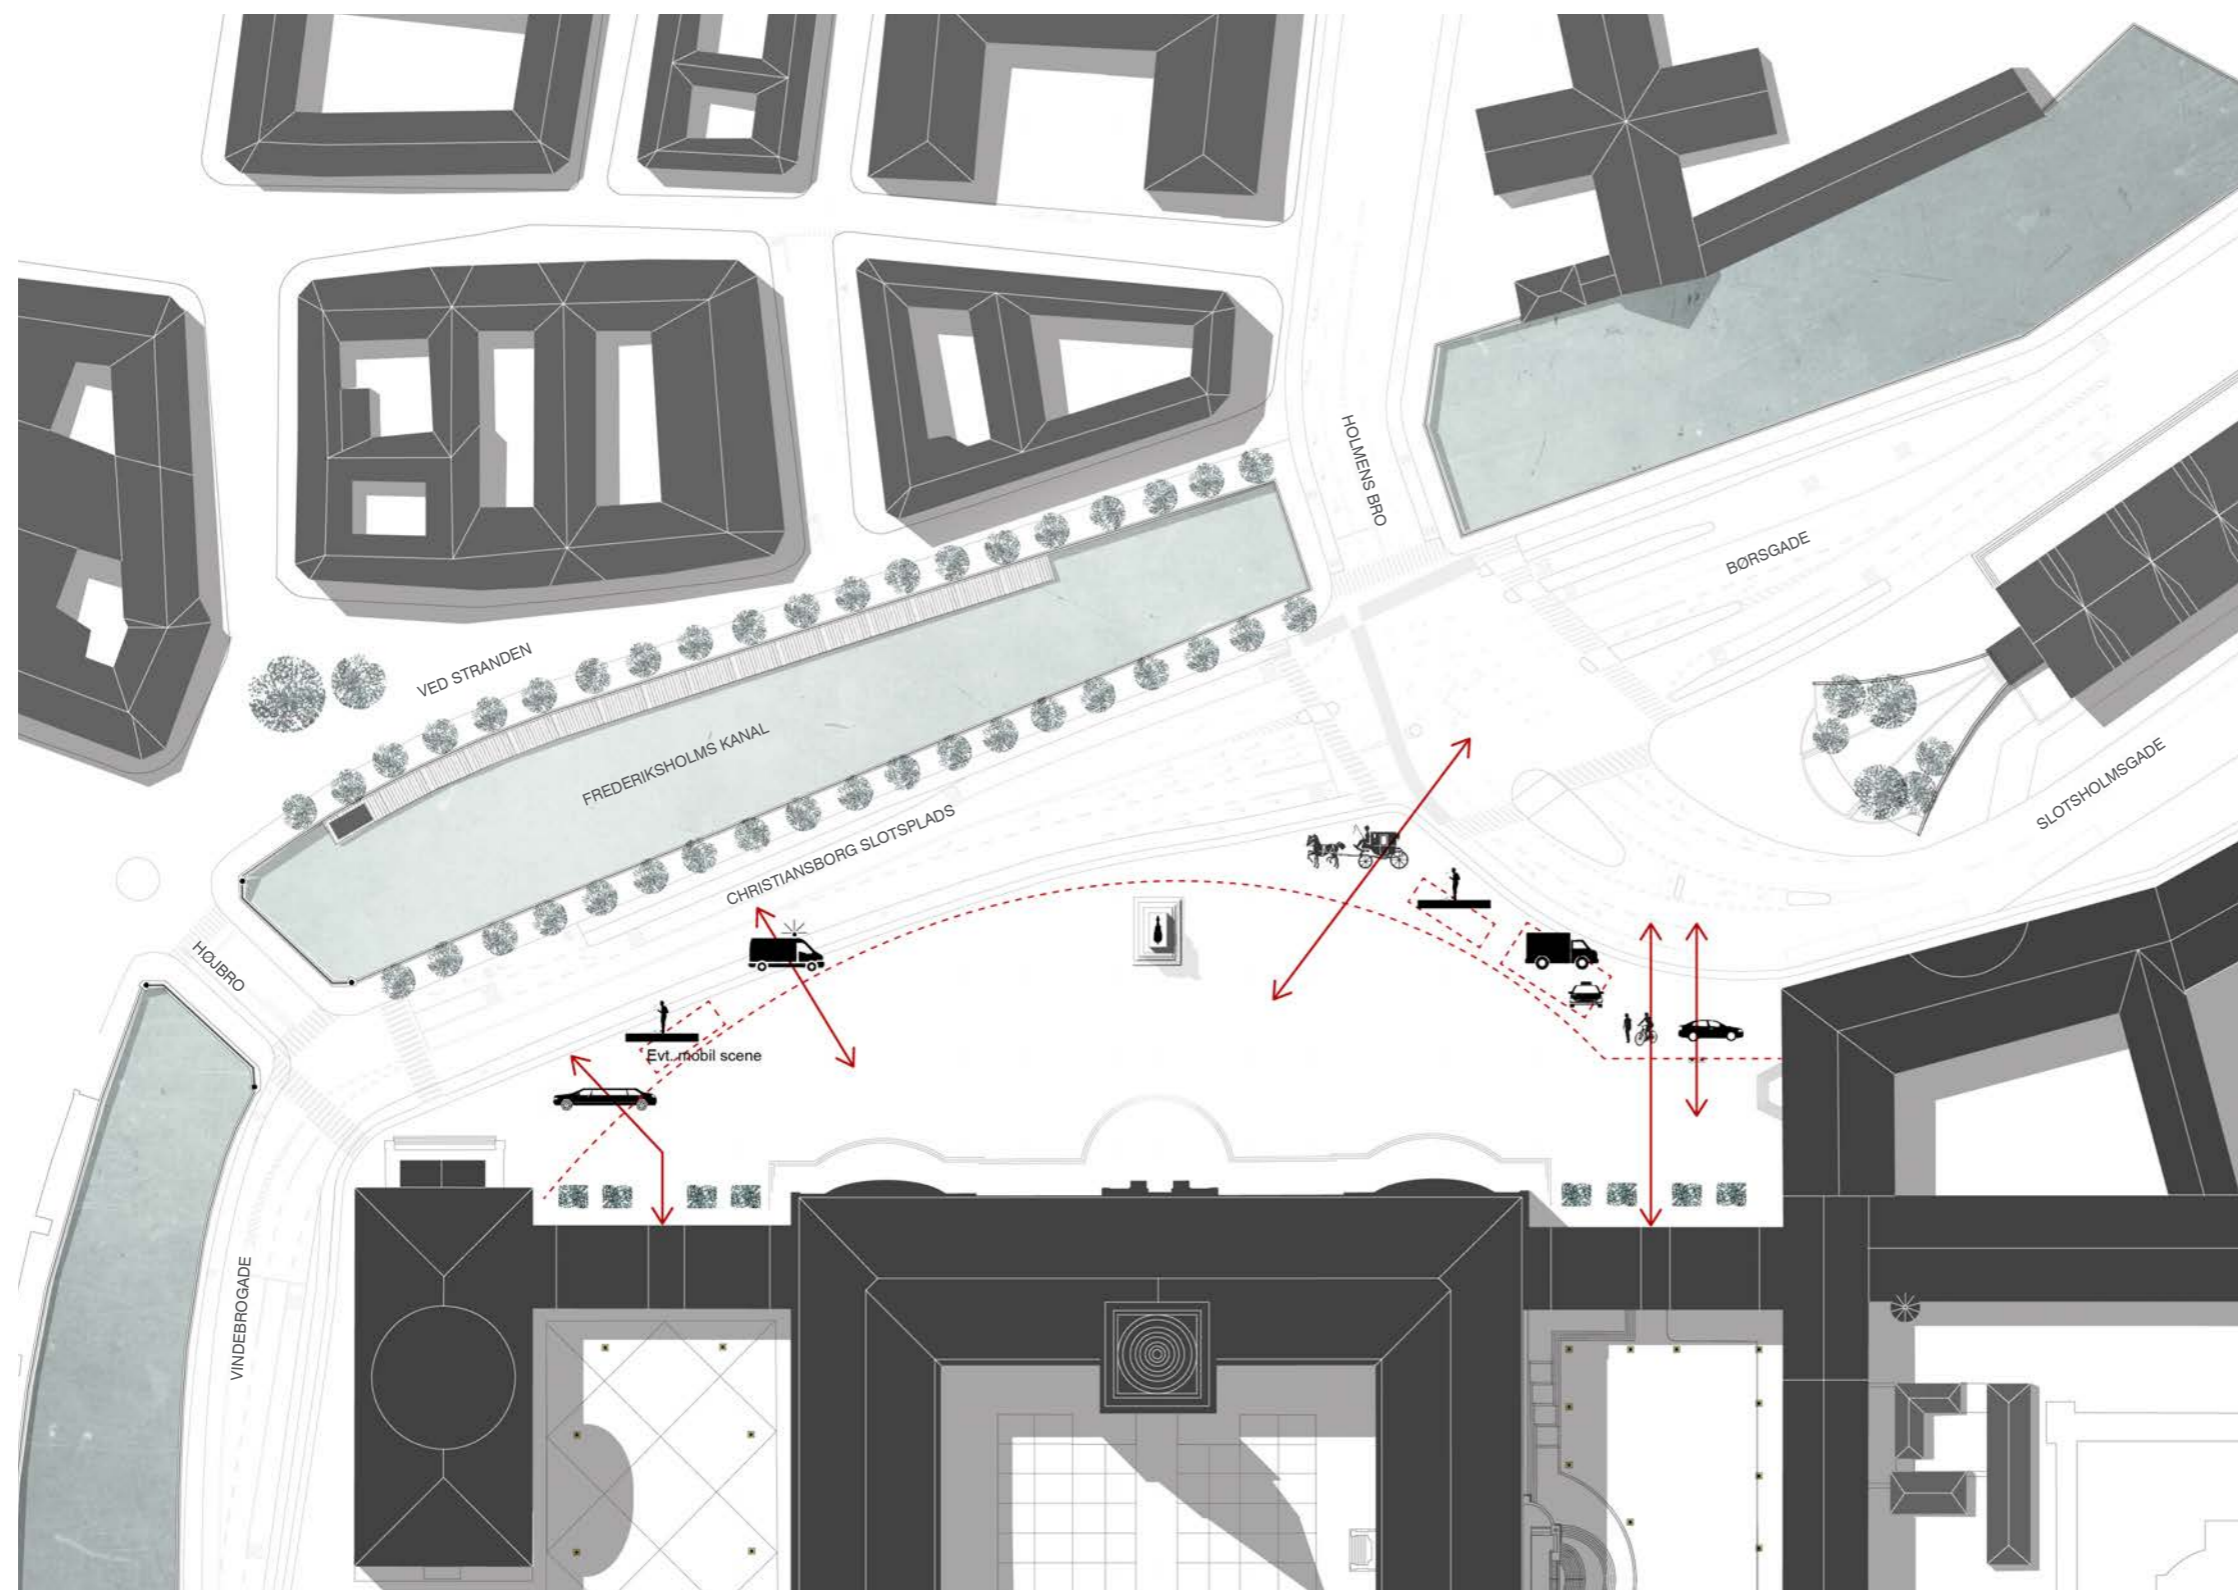 HOLMENS BRO
BØRSGADE
VED STRANDEN
FREDERIKSHOLMS KANAL
SLOTSHOLMSGADE
CHRISTIANSBORG SLOTSPLADS
HØJBRO
Evt. mobil scene
VINDEBROGADE